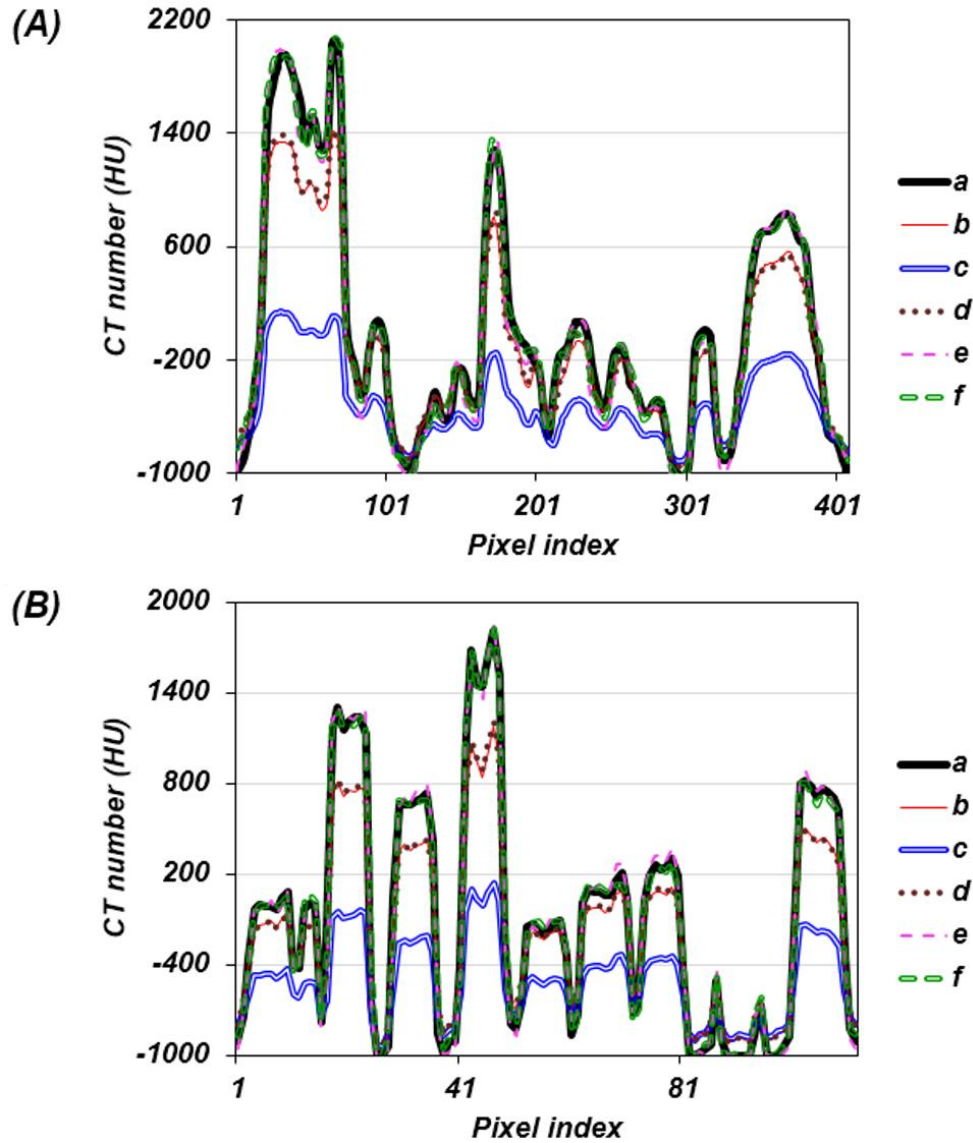 (A)
2200
1400
600
-200
-1000
CT number (HU)
1 101 201 301 401
Pixel index
a
b
c
d
e
f
(B)
2000
1400
800
200
-400
-1000
CT number (HU)
1 41 81
Pixel index
a
b
c
d
e
f